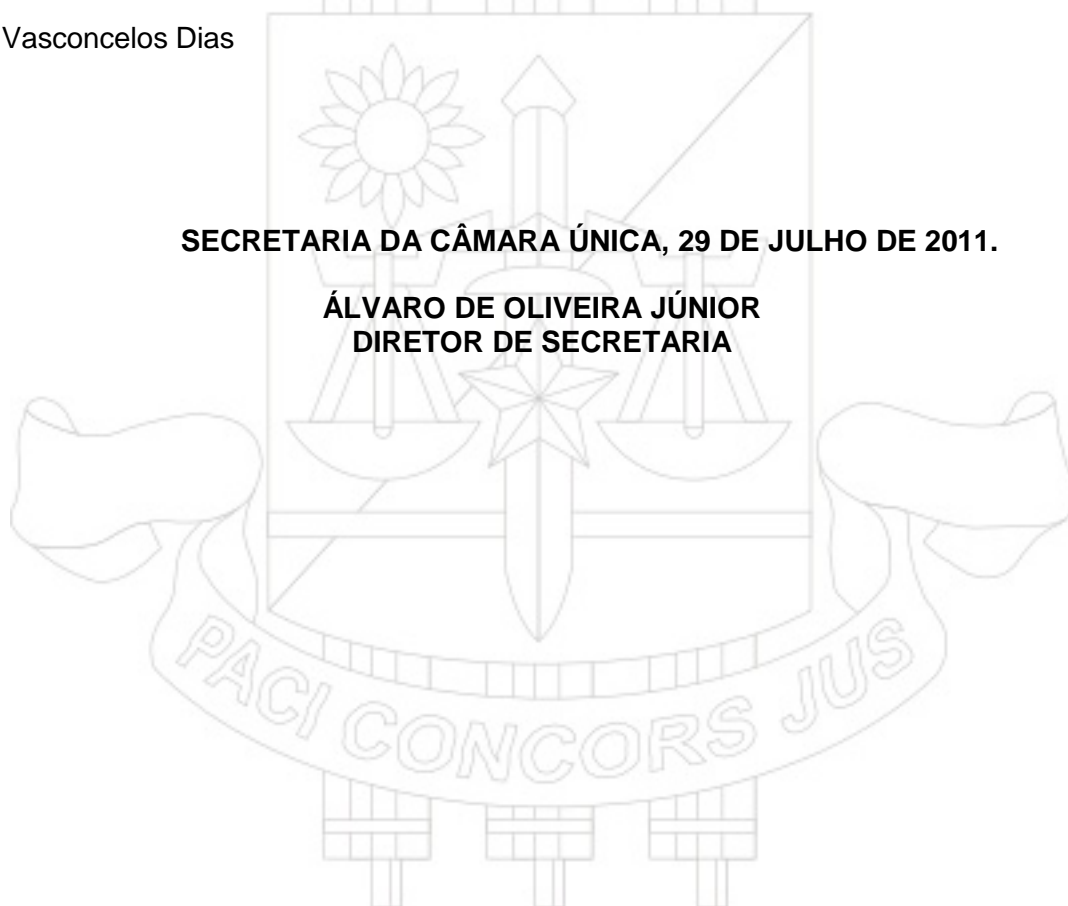 Vasconcelos Dias
SECRETARIA DA CÂMARA ÚNICA, 29 DE JULHO DE 2011.
ÁLVARO DE OLIVEIRA JÚNIOR
DIRETOR DE SECRETARIA
PACI CONCORS JUS